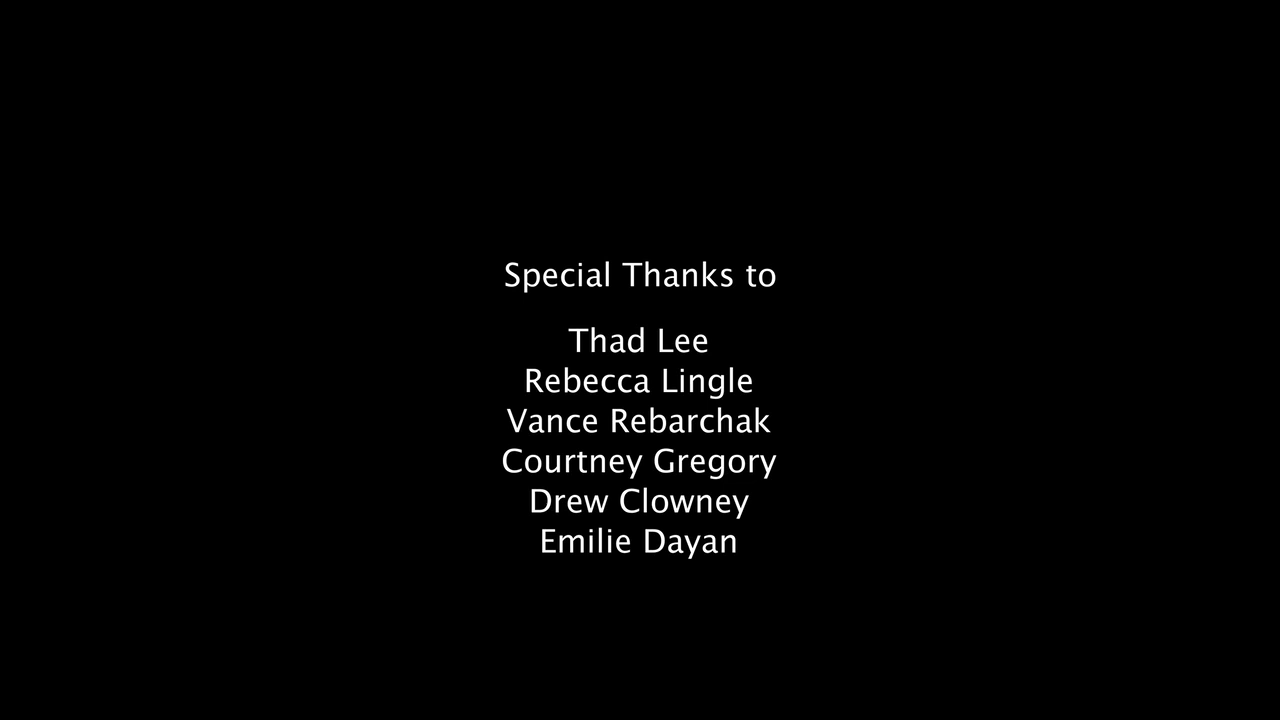 Special Thanks to
Thad Lee
Rebecca Lingle
Vance Rebarchak
Courtney Gregory
Drew Clowney
Emilie Dayan